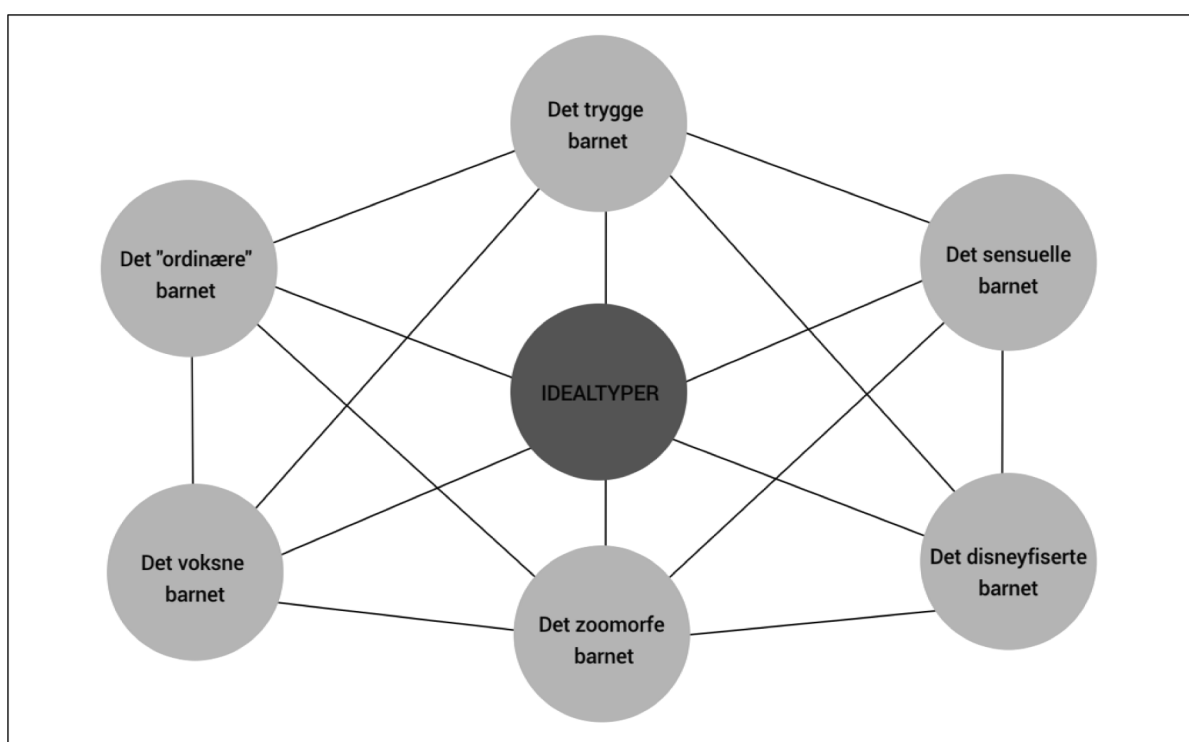 Det trygge
barnet
Det "ordinære"
barnet
Det sensuelle
barnet
IDEALTYPER
Det voksne
barnet
Det zoomorfe
barnet
Det disneyfiserte
barnet